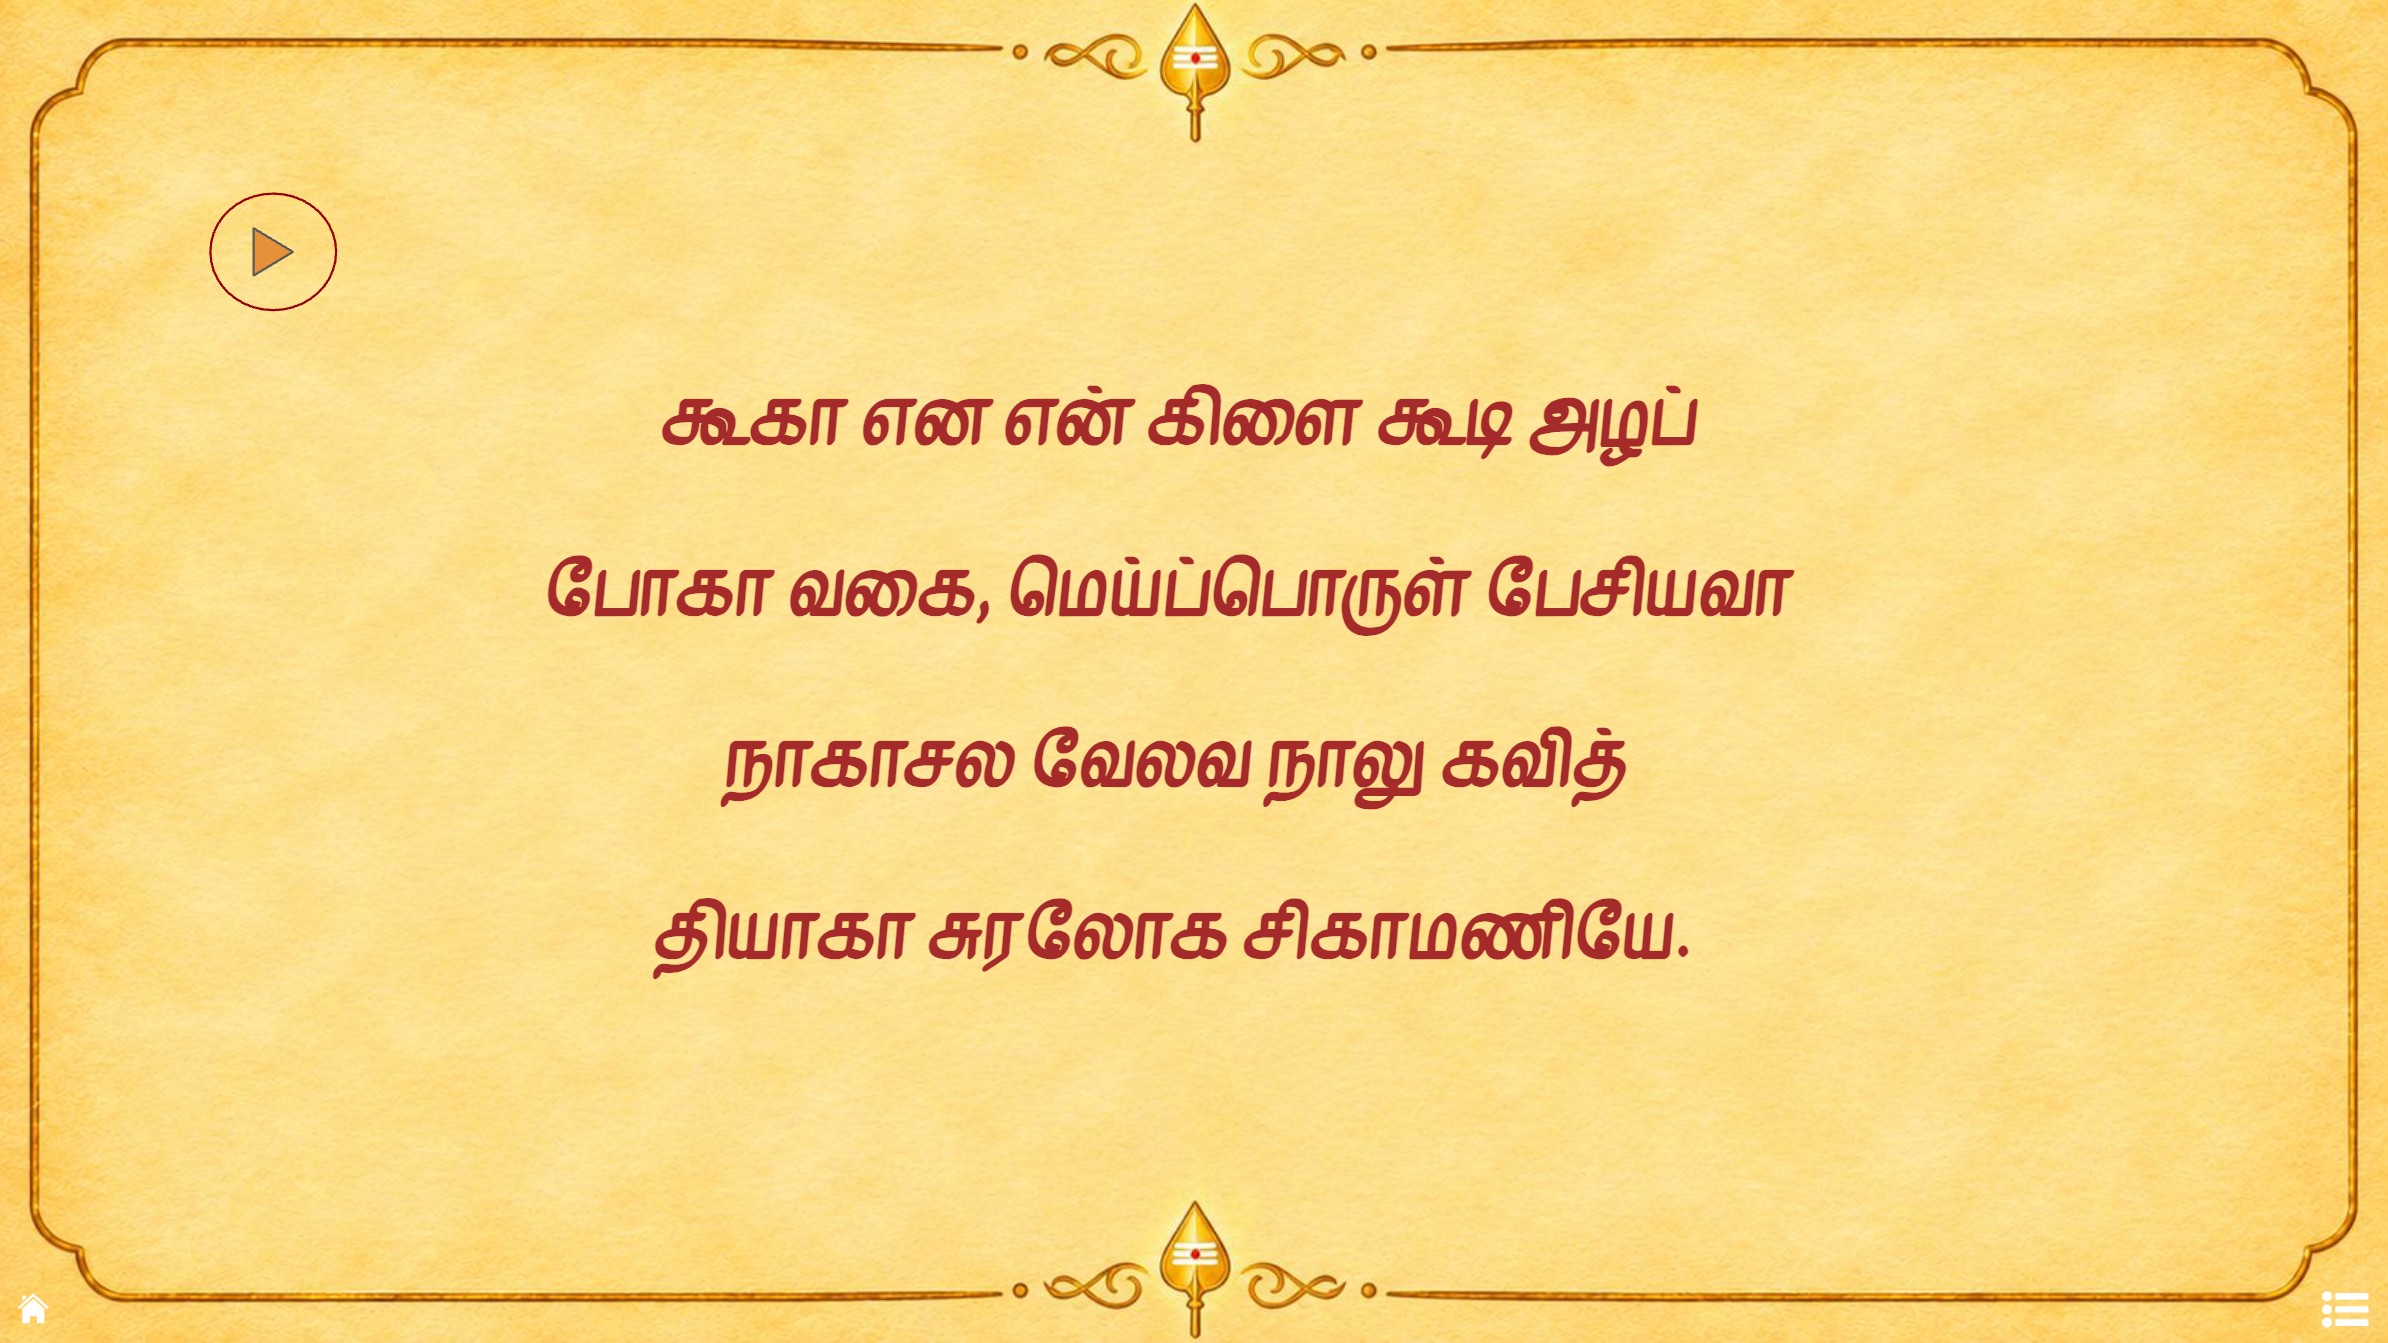 கூகா என என் கிளை கூடி அழப்
போகா வகை, மெய்ப்பொருள் பேசியவா
நாகாசல வேலவ நாலு கவித்
தியாகா சுரலோக சிகாமணியே.